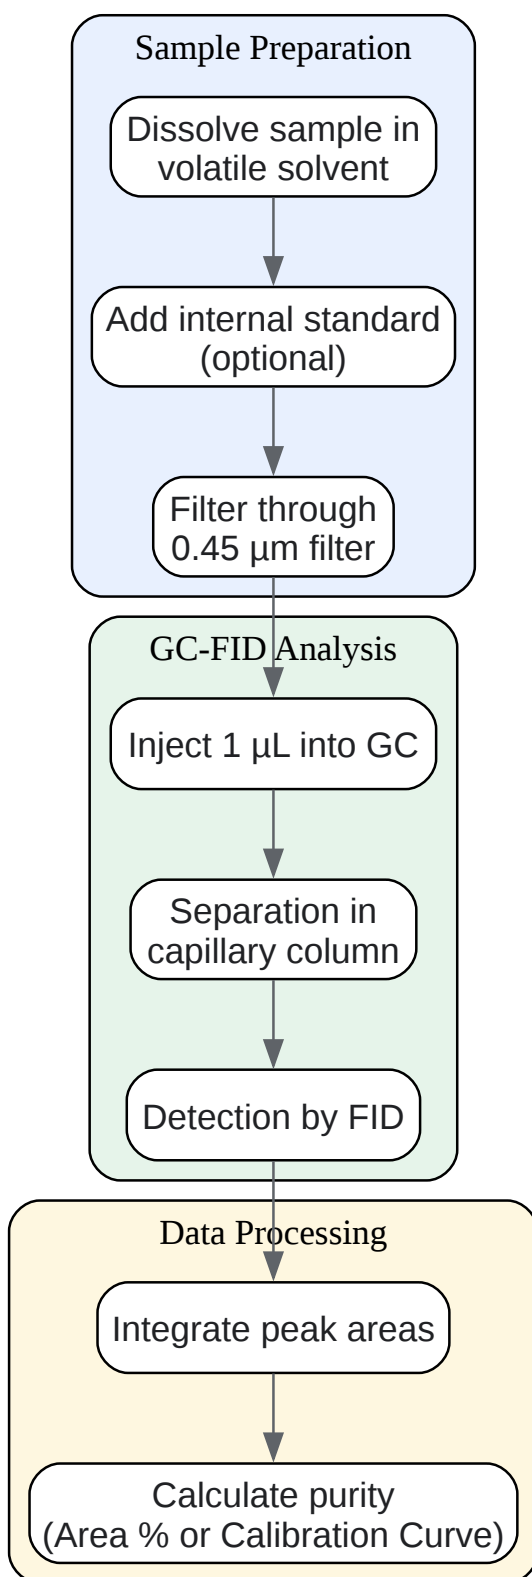 Sample Preparation
Dissolve sample in
volatile solvent
Add internal standard
(optional)
Filter through
0.45 µm filter
GC-FID Analysis
Inject 1 µL into GC
Separation in
capillary column
Detection by FID
Data Processing
Integrate peak areas
Calculate purity
(Area % or Calibration Curve)